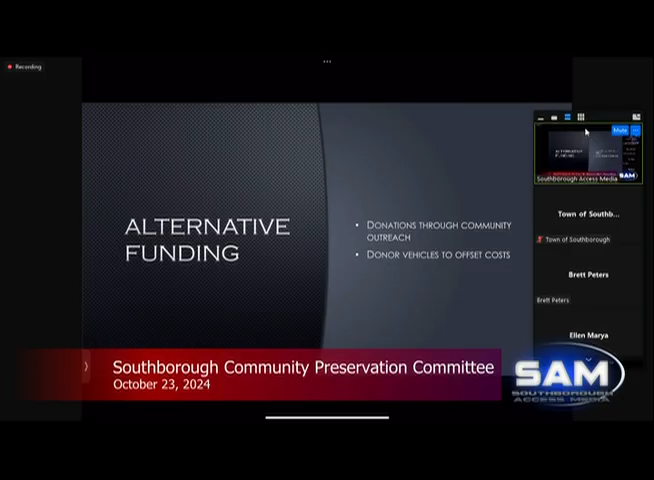 Recording
Mute
Southborough Access Media
ALTERNATIVE
FUNDING
• DONATIONS THROUGH COMMUNITY
OUTREACH
• DONOR VEHICLES TO OFFSET COSTS
Town of Southb...
Town of Southborough
Brett Peters
Brett Peters
Ellen Marya
Southborough Community Preservation Committee
October 23, 2024
SAM
SOUTHBOROUGH
ACCESS MEDIA